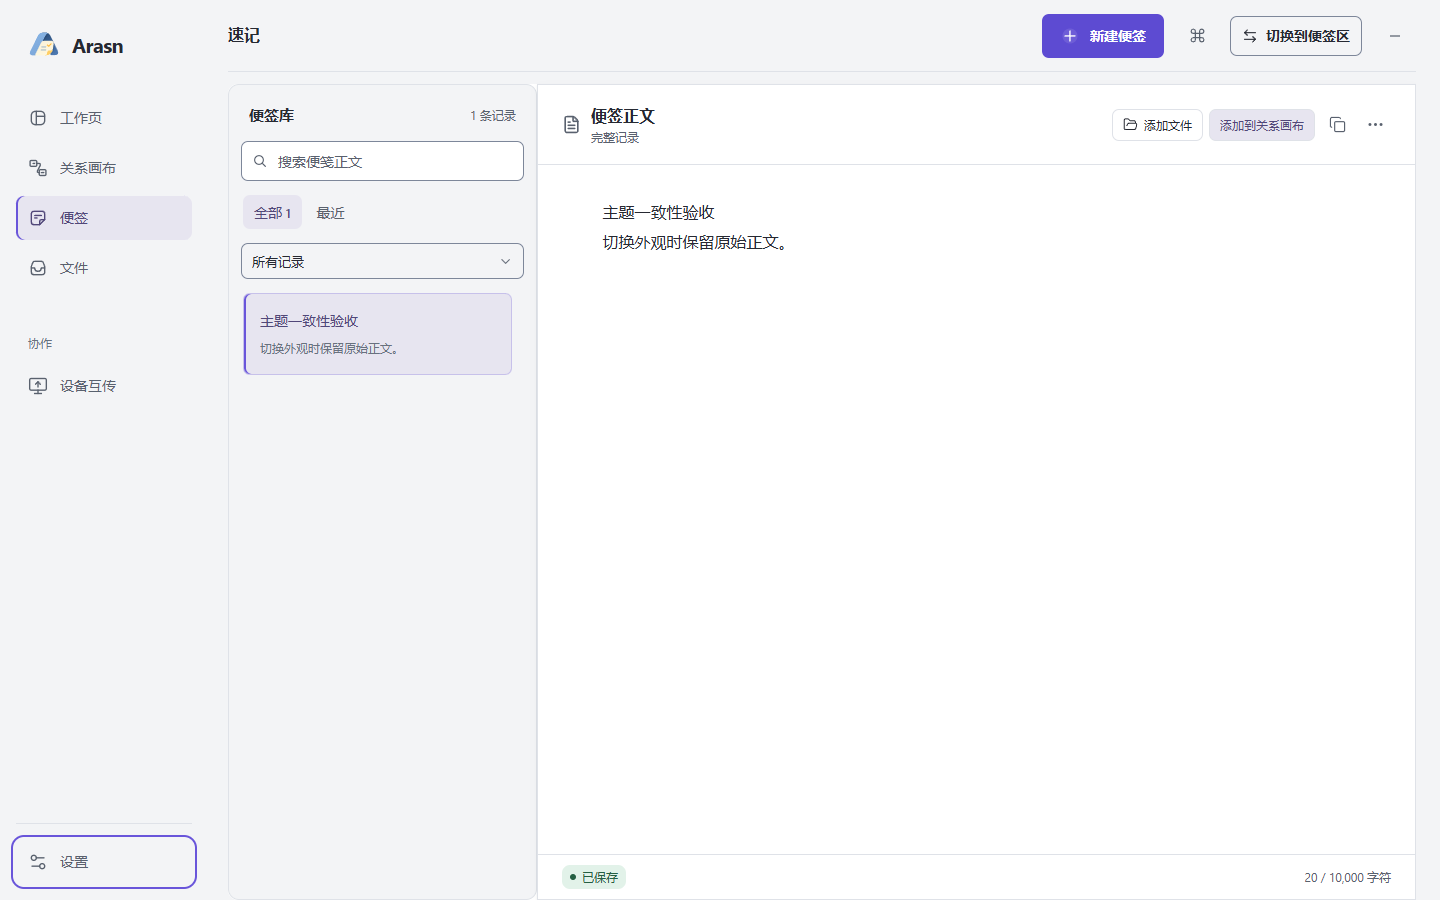 Arasn
工作页
关系画布
便签
文件
协作
设备互传
设置
速记
新建便签
切换到便签区
便签库
1 条记录
搜索便笺正文
全部 1
最近
所有记录
主题一致性验收
切换外观时保留原始正文。
便签正文
完整记录
添加文件
添加到关系画布
主题一致性验收
切换外观时保留原始正文。
已保存
20 / 10,000 字符